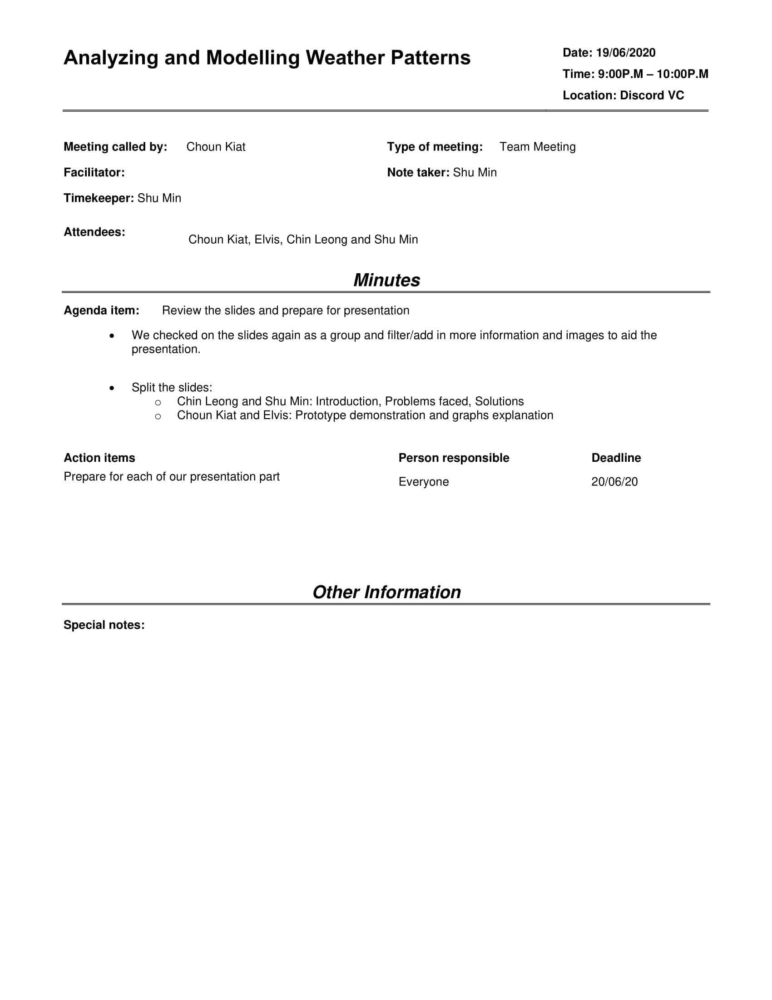 Analyzing and Modelling Weather Patterns
Date: 19/06/2020
Time: 9:00P.M – 10:00P.M
Location: Discord VC
Meeting called by: Choun Kiat
Type of meeting: Team Meeting
Facilitator:
Note taker: Shu Min
Timekeeper: Shu Min
Attendees:
Choun Kiat, Elvis, Chin Leong and Shu Min
Minutes
Agenda item: Review the slides and prepare for presentation
• We checked on the slides again as a group and filter/add in more information and images to aid the
presentation.
• Split the slides:
o Chin Leong and Shu Min: Introduction, Problems faced, Solutions
o Choun Kiat and Elvis: Prototype demonstration and graphs explanation
Action items Person responsible Deadline
Prepare for each of our presentation part Everyone 20/06/20
Other Information
Special notes: